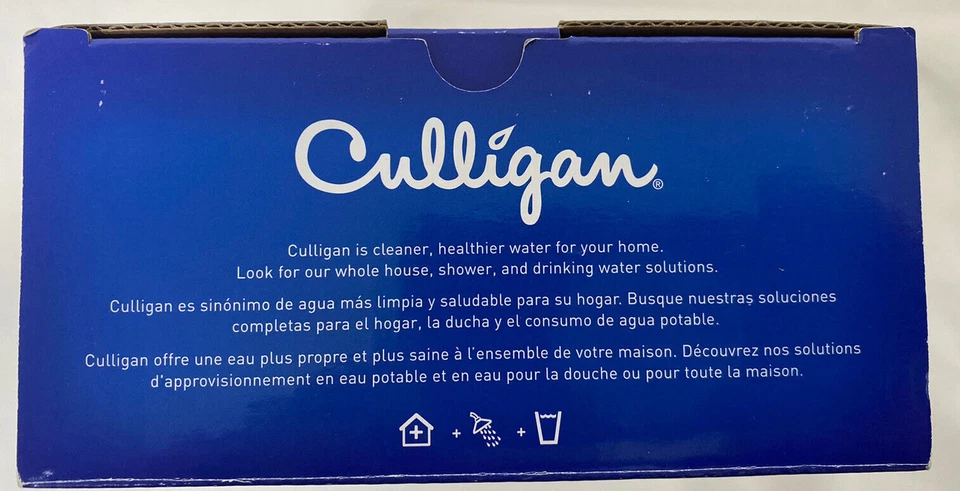 Culligan®
Culligan is cleaner, healthier water for your home.
Look for our whole house, shower, and drinking water solutions.
Culligan es sinónimo de agua más limpia y saludable para su hogar. Busque nuestras soluciones
completas para el hogar, la ducha y el consumo de agua potable.
Culligan offre une eau plus propre et plus saine à l'ensemble de votre maison. Découvrez nos solutions
d'approvisionnement en eau potable et en eau pour la douche ou pour toute la maison.
+ +